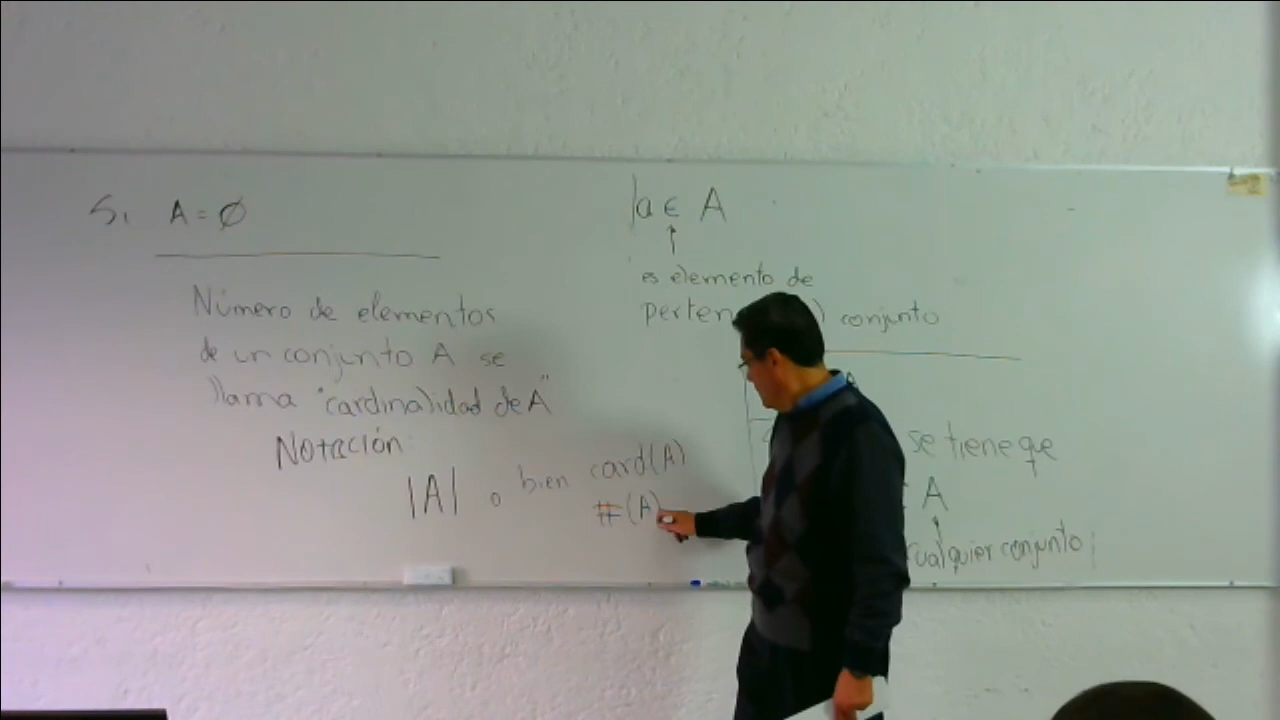 Si A = ∅
Número de elementos
de un conjunto A se
llama "cardinalidad de A"
Notación:
|A| o bien card(A)
#(A)
a ∈ A
↑
es elemento de
conjunto
se tiene que
A
↑
cualquier conjunto